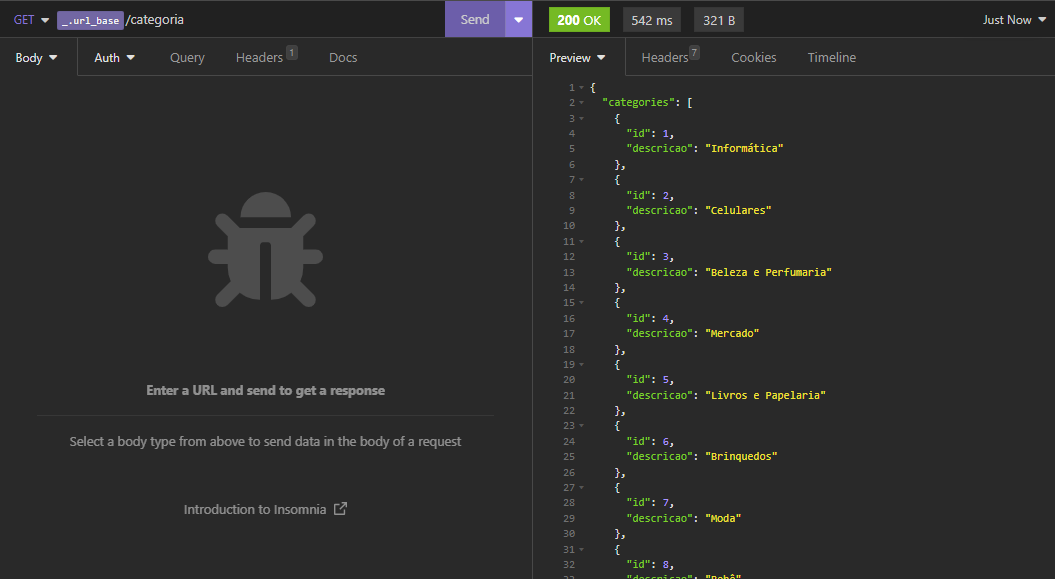 GET _.url_base /categoria Send
200 OK 542 ms 321 B Just Now
Body Auth Query Headers 1 Docs
Preview Headers 7 Cookies Timeline
Enter a URL and send to get a response
Select a body type from above to send data in the body of a request
Introduction to Insomnia
1 {
2 "categories": [
3 {
4 "id": 1,
5 "descricao": "Informática"
6 },
7 {
8 "id": 2,
9 "descricao": "Celulares"
10 },
11 {
12 "id": 3,
13 "descricao": "Beleza e Perfumaria"
14 },
15 {
16 "id": 4,
17 "descricao": "Mercado"
18 },
19 {
20 "id": 5,
21 "descricao": "Livros e Papelaria"
22 },
23 {
24 "id": 6,
25 "descricao": "Brinquedos"
26 },
27 {
28 "id": 7,
29 "descricao": "Moda"
30 },
31 {
32 "id": 8,
33 "descricao": "Bebê"